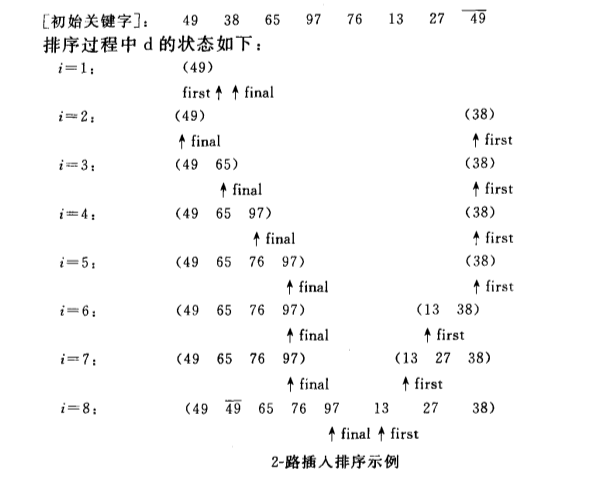 [初始关键字]: 49 38 65 97 76 13 27 4̅9̅
排序过程中 d 的状态如下:
i=1: (49)
first↑ ↑final
i=2: (49) (38)
↑final ↑first
i=3: (49 65) (38)
↑final ↑first
i=4: (49 65 97) (38)
↑final ↑first
i=5: (49 65 76 97) (38)
↑final ↑first
i=6: (49 65 76 97) (13 38)
↑final ↑first
i=7: (49 65 76 97) (13 27 38)
↑final ↑first
i=8: (49 4̅9̅ 65 76 97 13 27 38)
↑final ↑first
2-路插入排序示例